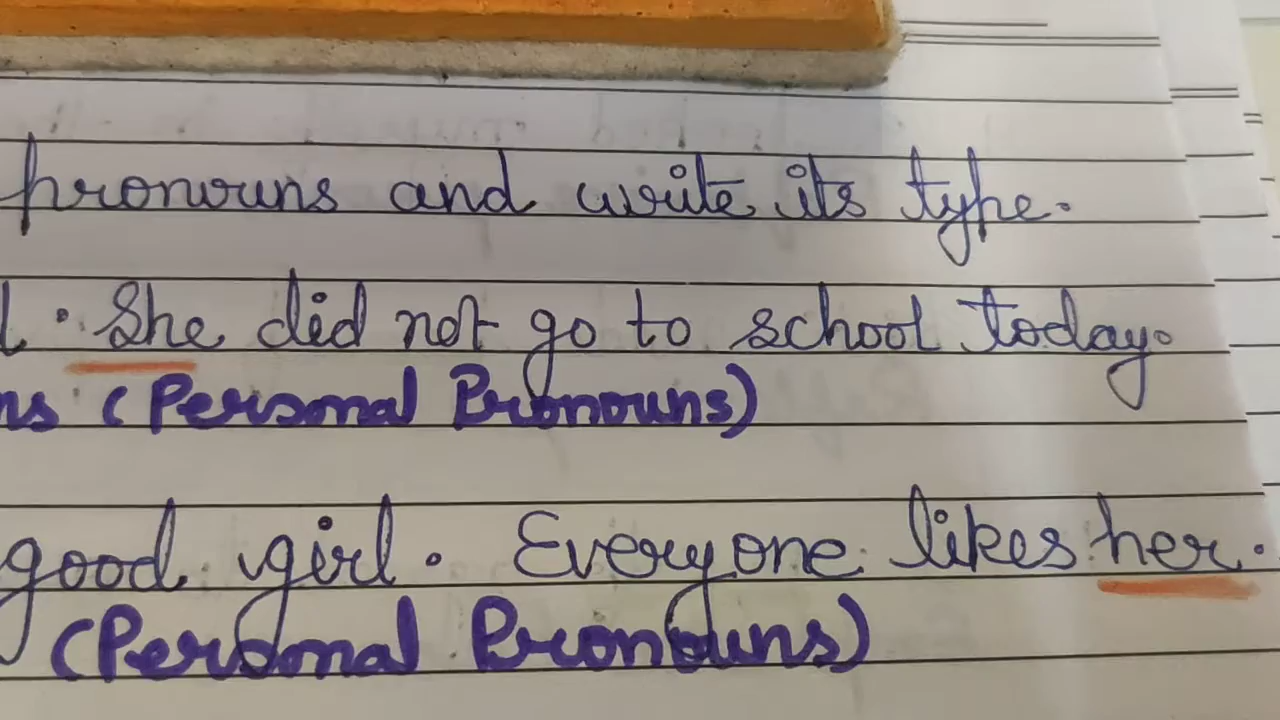 pronouns and write its type.
. She did not go to school today.
ns (Personal Pronouns)
good girl. Everyone likes her.
(Personal Pronouns)